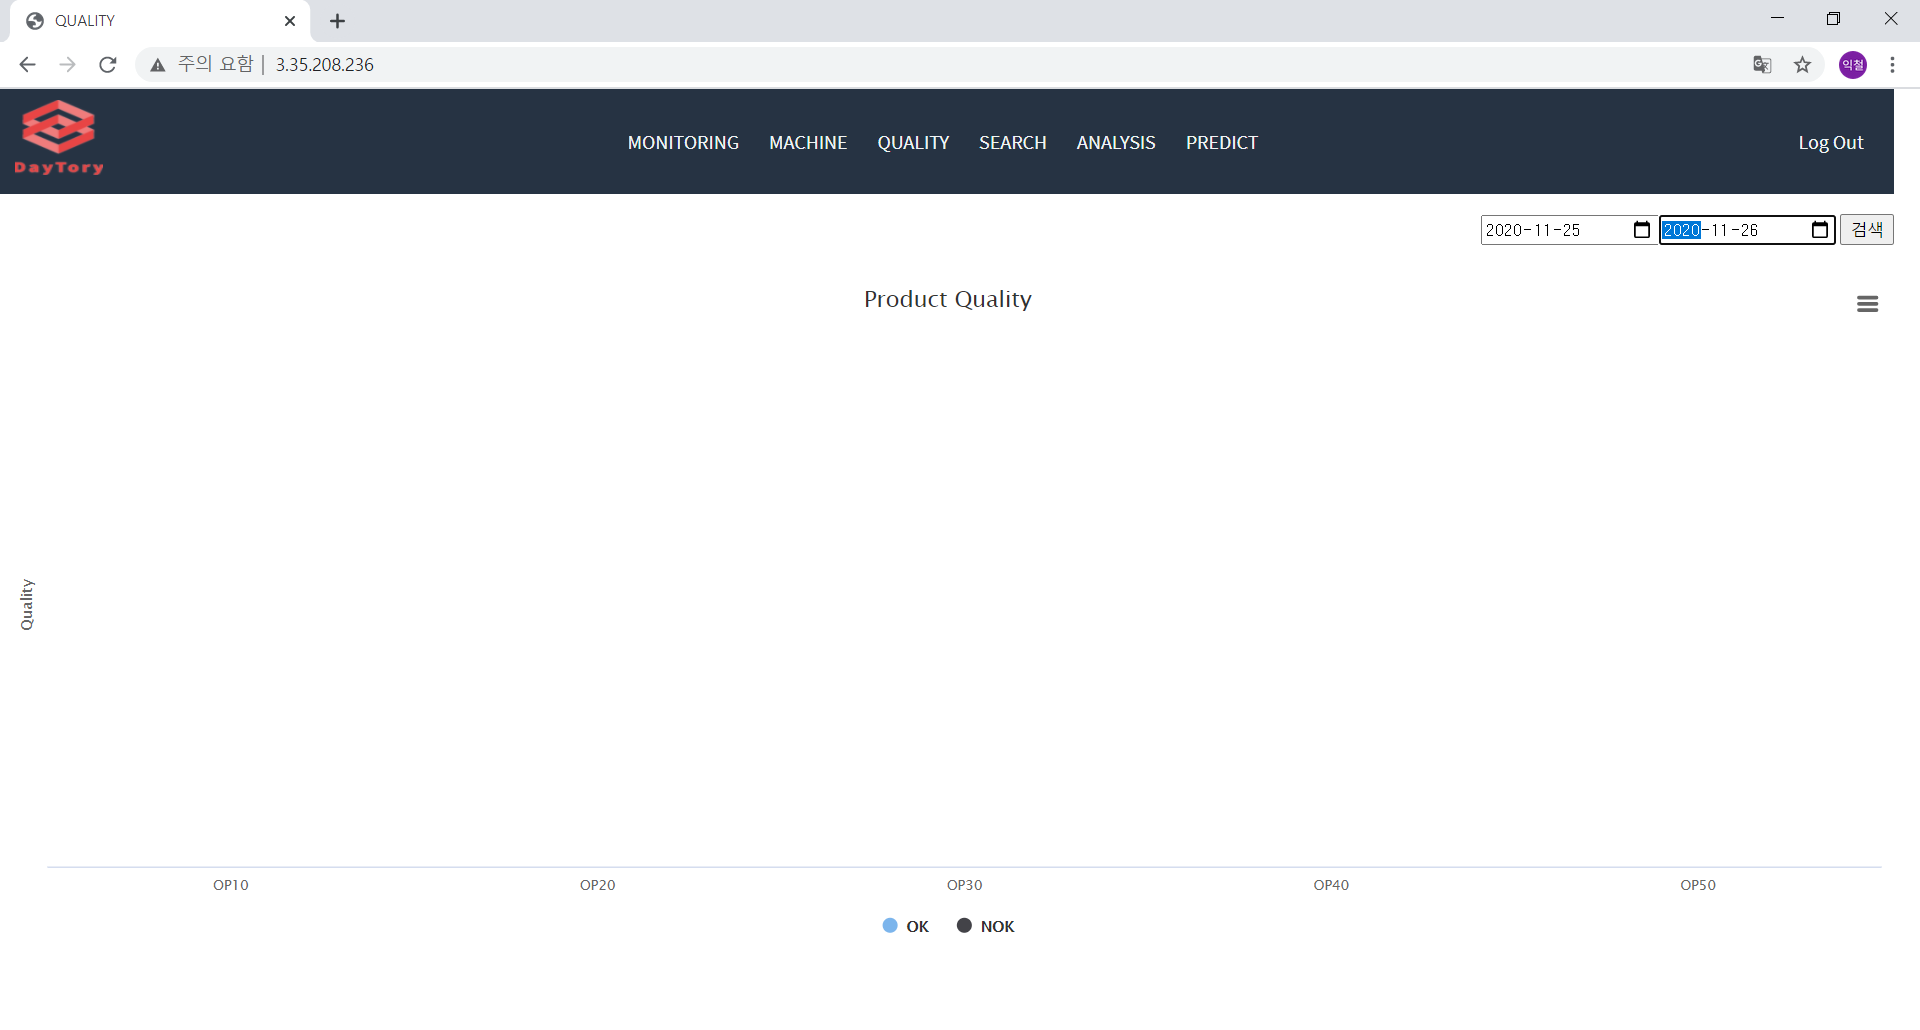 QUALITY
주의 요함 | 3.35.208.236
익철
DayTory
MONITORING MACHINE QUALITY SEARCH ANALYSIS PREDICT
Log Out
2020-11-25 2020-11-26 검색
Product Quality
Quality
OP10 OP20 OP30 OP40 OP50
OK NOK